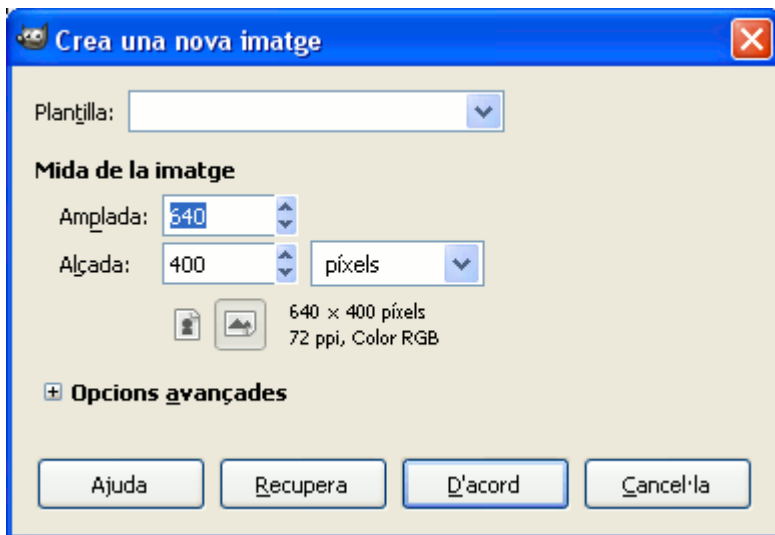 Crea una nova imatge
Plantilla:
Mida de la imatge
Amplada: 640
Alçada: 400 píxels
640 × 400 píxels
72 ppi, Color RGB
Opcions avançades
Ajuda Recupera D'acord Cancel·la